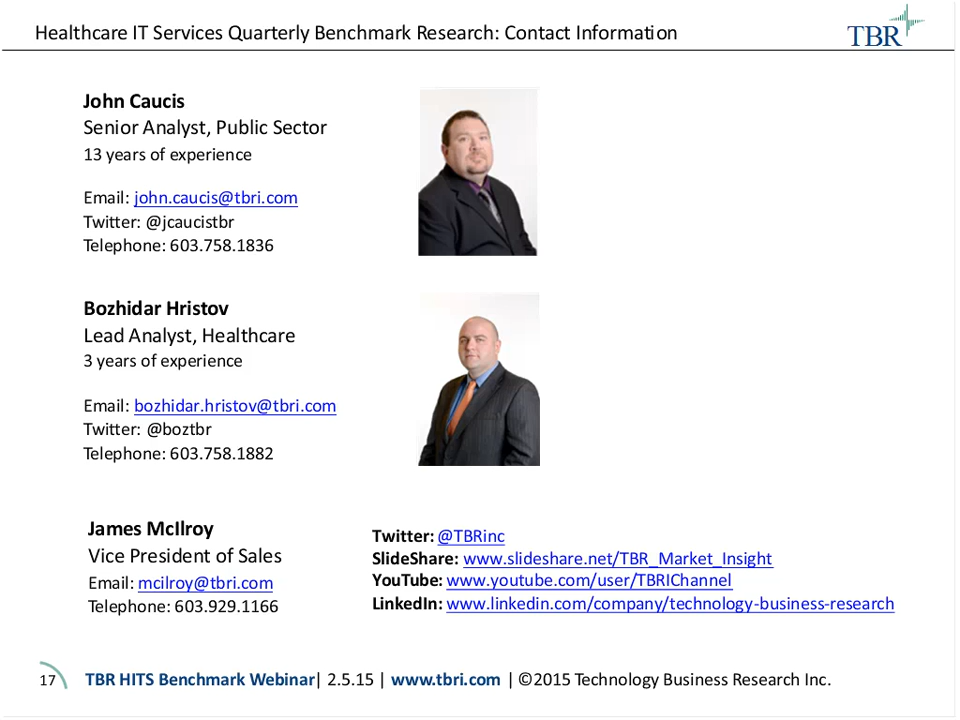 Healthcare IT Services Quarterly Benchmark Research: Contact Information
TBR
John Caucis
Senior Analyst, Public Sector
13 years of experience
Email: john.caucis@tbri.com
Twitter: @jcaucistbr
Telephone: 603.758.1836
Bozhidar Hristov
Lead Analyst, Healthcare
3 years of experience
Email: bozhidar.hristov@tbri.com
Twitter: @boztbr
Telephone: 603.758.1882
James McIlroy
Vice President of Sales
Email: mcilroy@tbri.com
Telephone: 603.929.1166
Twitter: @TBRinc
SlideShare: www.slideshare.net/TBR_Market_Insight
YouTube: www.youtube.com/user/TBRIChannel
LinkedIn: www.linkedin.com/company/technology-business-research
17 TBR HITS Benchmark Webinar| 2.5.15 | www.tbri.com | ©2015 Technology Business Research Inc.